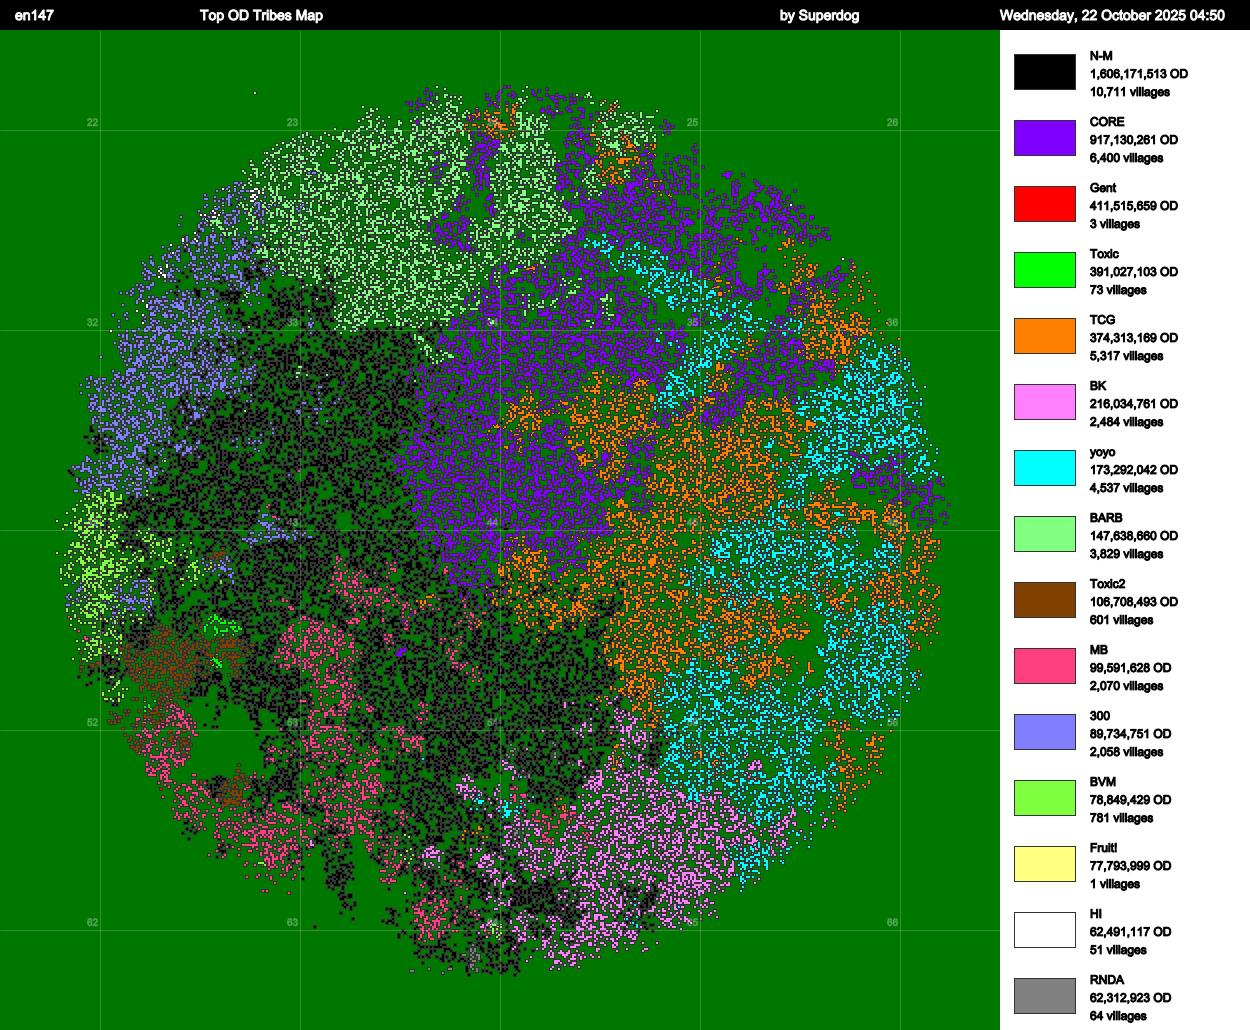 en147 Top OD Tribes Map by Superdog Wednesday, 22 October 2025 04:50
N-M
1,606,171,513 OD
10,711 villages
CORE
917,130,261 OD
6,400 villages
Gent
411,515,659 OD
3 villages
Toxic
391,027,103 OD
73 villages
TCG
374,313,169 OD
5,317 villages
BK
216,034,761 OD
2,484 villages
yoyo
173,292,042 OD
4,537 villages
BARB
147,638,660 OD
3,829 villages
Toxic2
106,708,493 OD
601 villages
MB
99,591,628 OD
2,070 villages
300
89,734,751 OD
2,058 villages
BVM
78,849,429 OD
781 villages
Fruit!
77,793,999 OD
1 villages
HI
62,491,117 OD
51 villages
RNDA
62,312,923 OD
64 villages
22 23 25 26
32 33 34 35 36
43 44
52 53 54
62 63 65 66